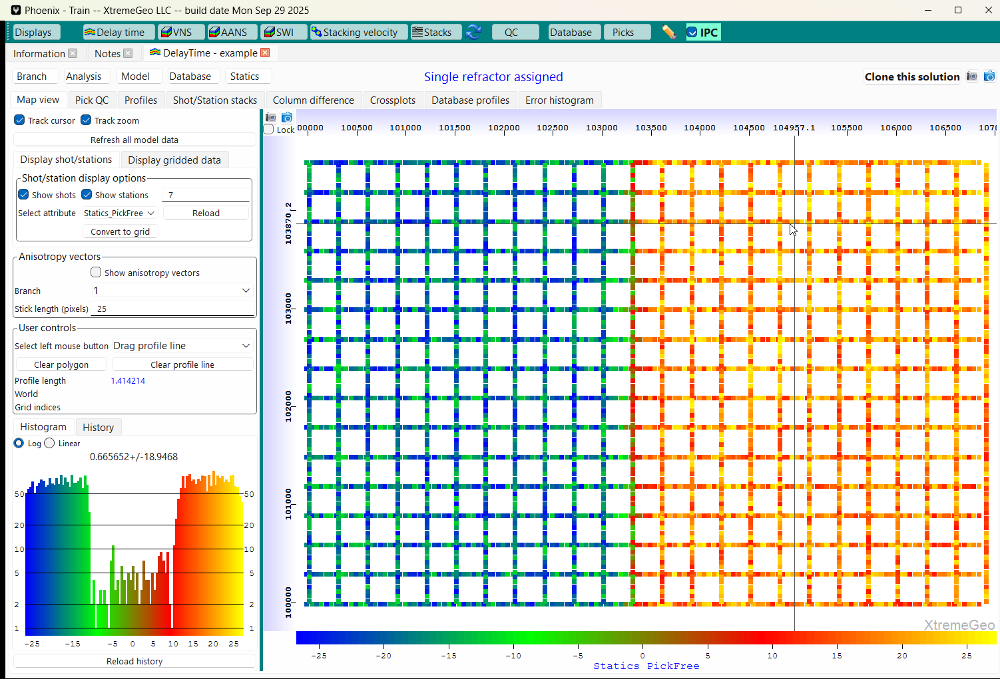 Phoenix - Train -- XtremeGeo LLC -- build date Mon Sep 29 2025
Displays Delay time VNS AANS SWI Stacking velocity Stacks QC Database Picks IPC
Information Notes DelayTime - example
Branch Analysis Model Database Statics Single refractor assigned Clone this solution
Map view Pick QC Profiles Shot/Station stacks Column difference Crossplots Database profiles Error histogram
Track cursor Track zoom
Lock
00000 100500 101000 101500 102000 102500 103000 103500 104000 104500 104957.1 105500 106000 106500 107
Refresh all model data
Display shot/stations Display gridded data
Shot/station display options
Show shots Show stations 7
Select attribute Statics_PickFree Reload
Convert to grid
Anisotropy vectors
Show anisotropy vectors
Branch 1
Stick length (pixels) 25
User controls
Select left mouse button Drag profile line
Clear polygon Clear profile line
Profile length 1.414214
World
Grid indices
Histogram History
Log Linear
0.665652+/-18.9468
50 50
20 20
10 10
5 5
2 2
1 1
-25 -15 -5 0 5 10 15 20 25
Reload history
103870.2
103000
102000
101000
100000
XtremeGeo
-25 -20 -15 -10 -5 0 5 10 15 20 25
Statics PickFree